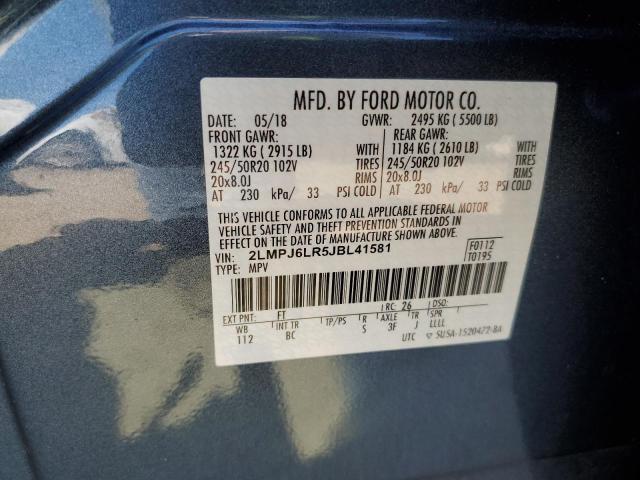 MFD. BY FORD MOTOR CO.
DATE: 05/18 GVWR: 2495 KG ( 5500 LB)
FRONT GAWR: REAR GAWR:
1322 KG ( 2915 LB) WITH 1184 KG ( 2610 LB) WITH
245/50R20 102V TIRES 245/50R20 102V TIRES
20x8.0J RIMS 20x8.0J RIMS
AT 230 kPa/ 33 PSI COLD AT 230 kPa/ 33 PSI COLD
THIS VEHICLE CONFORMS TO ALL APPLICABLE FEDERAL MOTOR
VEHICLE SAFETY AND THEFT PREVENTION STANDARDS IN
EFFECT ON THE DATE OF MANUFACTURE SHOWN ABOVE.
VIN: 2LMPJ6LR5JBL41581 F0112
TYPE: MPV T0195
EXT PNT: FT RC: 26 DSO:
WB INT TR TP/PS R AXLE TR SPR
112 BC S 3F J LLLL
UTC ▽ 5U5A-1520472-BA